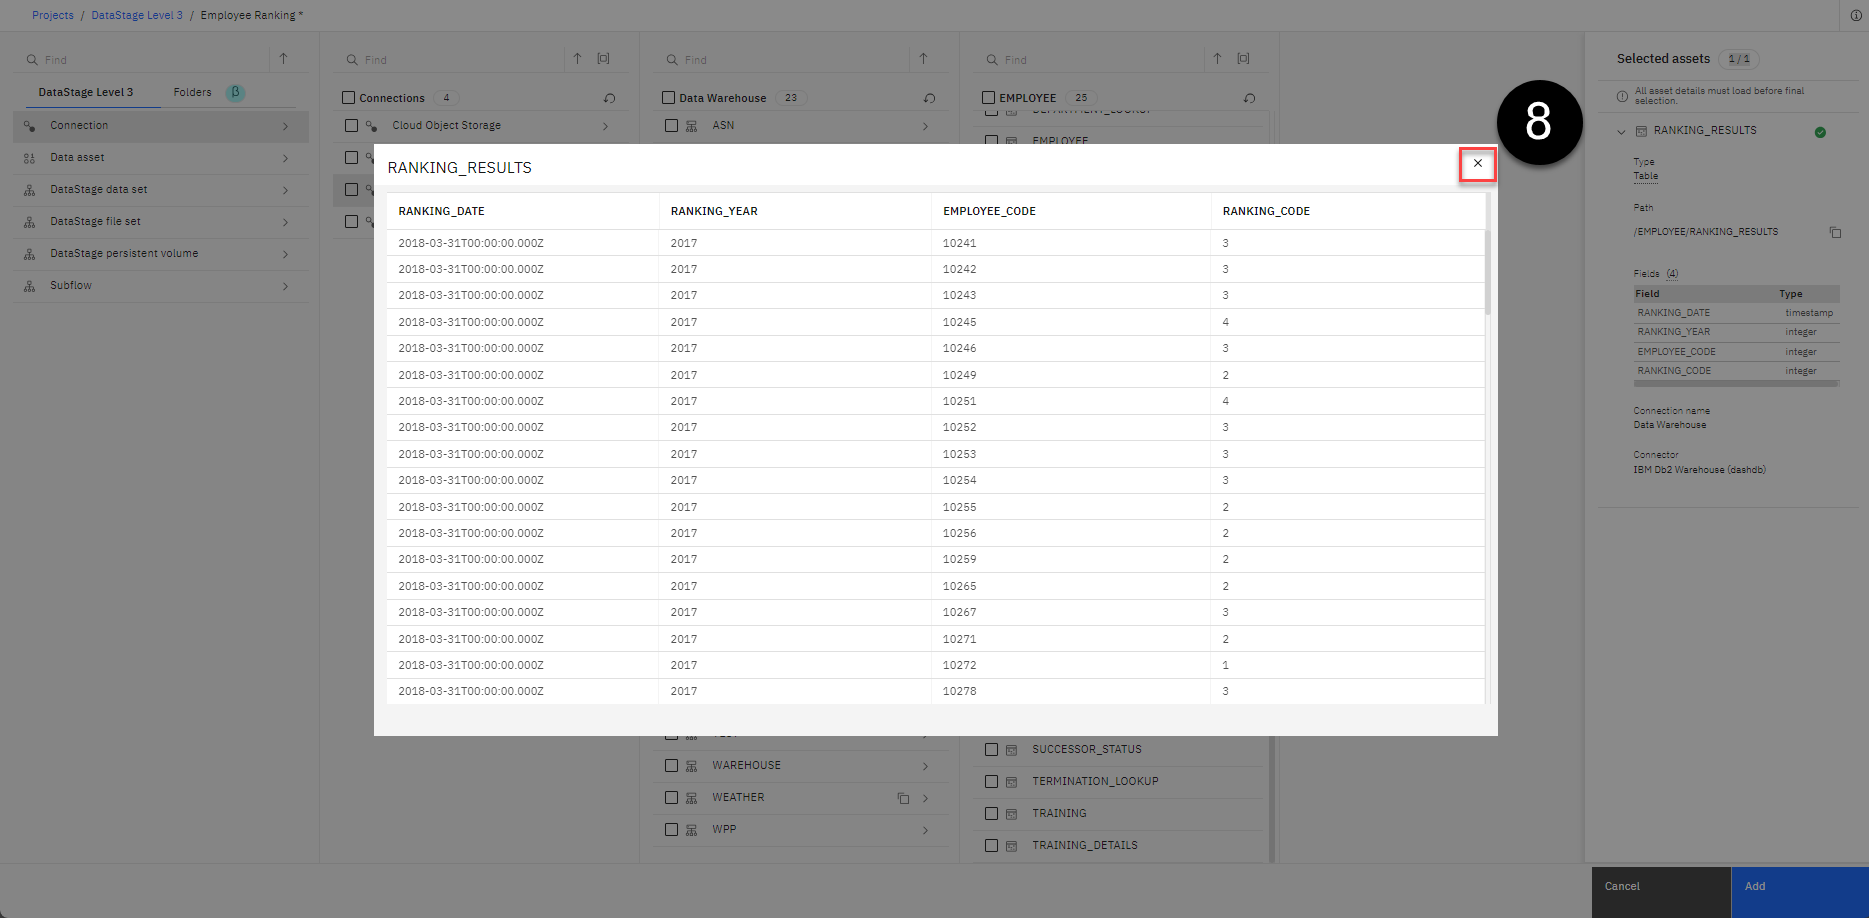 Projects / DataStage Level 3 / Employee Ranking *
Find
DataStage Level 3 Folders β
Connection
Data asset
DataStage data set
DataStage file set
DataStage persistent volume
Subflow
Find
Connections 4
Cloud Object Storage
Find
Data Warehouse 23
ASN
WAREHOUSE
WEATHER
WPP
Find
EMPLOYEE 25
DEPARTMENT_LOOKUP
EMPLOYEE
SUCCESSOR_STATUS
TERMINATION_LOOKUP
TRAINING
TRAINING_DETAILS
RANKING_RESULTS
8
RANKING_DATE RANKING_YEAR EMPLOYEE_CODE RANKING_CODE
2018-03-31T00:00:00.000Z 2017 10241 3
2018-03-31T00:00:00.000Z 2017 10242 3
2018-03-31T00:00:00.000Z 2017 10243 3
2018-03-31T00:00:00.000Z 2017 10245 4
2018-03-31T00:00:00.000Z 2017 10246 3
2018-03-31T00:00:00.000Z 2017 10249 2
2018-03-31T00:00:00.000Z 2017 10251 4
2018-03-31T00:00:00.000Z 2017 10252 3
2018-03-31T00:00:00.000Z 2017 10253 3
2018-03-31T00:00:00.000Z 2017 10254 3
2018-03-31T00:00:00.000Z 2017 10255 2
2018-03-31T00:00:00.000Z 2017 10256 2
2018-03-31T00:00:00.000Z 2017 10259 2
2018-03-31T00:00:00.000Z 2017 10265 2
2018-03-31T00:00:00.000Z 2017 10267 3
2018-03-31T00:00:00.000Z 2017 10271 2
2018-03-31T00:00:00.000Z 2017 10272 1
2018-03-31T00:00:00.000Z 2017 10278 3
Selected assets 1 / 1
All asset details must load before final
selection.
RANKING_RESULTS
Type
Table
Path
/EMPLOYEE/RANKING_RESULTS
Fields (4)
Field Type
RANKING_DATE timestamp
RANKING_YEAR integer
EMPLOYEE_CODE integer
RANKING_CODE integer
Connection name
Data Warehouse
Connector
IBM Db2 Warehouse (dashdb)
Cancel Add